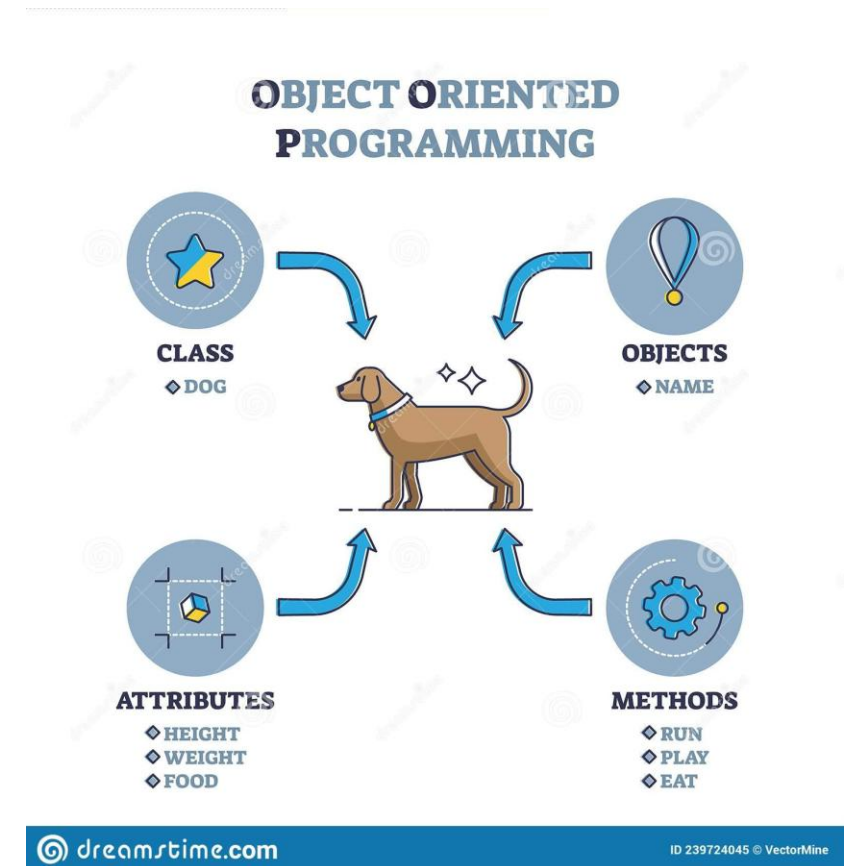 OBJECT ORIENTED
PROGRAMMING
CLASS
DOG
OBJECTS
NAME
ATTRIBUTES
HEIGHT
WEIGHT
FOOD
METHODS
RUN
PLAY
EAT
dreamstime.com
ID 239724045 © VectorMine